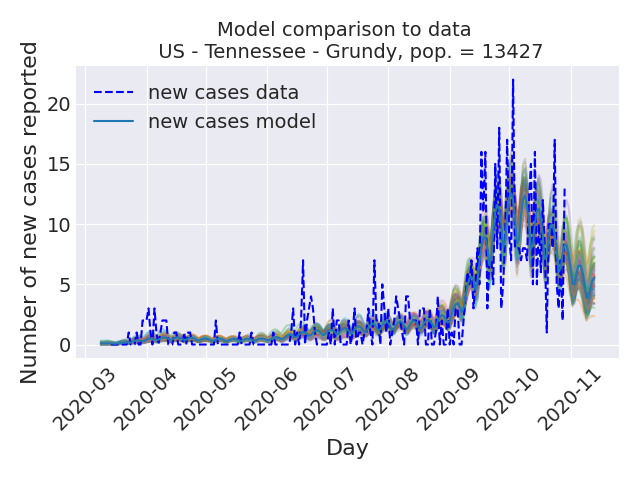 Model comparison to data
US - Tennessee - Grundy, pop. = 13427
Number of new cases reported
20
15
10
5
0
new cases data
new cases model
2020-03
2020-04
2020-05
2020-06
2020-07
2020-08
2020-09
2020-10
2020-11
Day